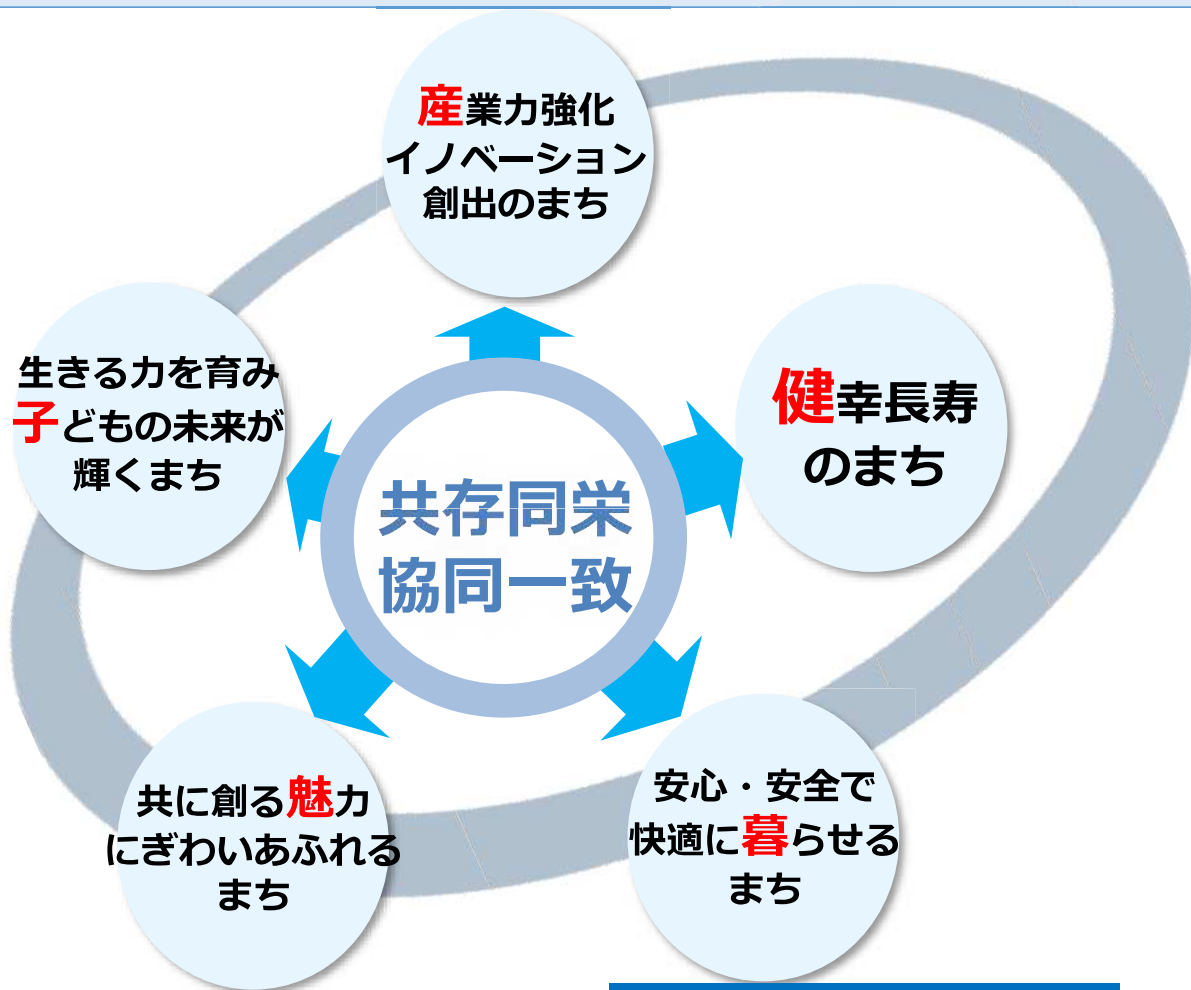 産業力強化
イノベーション
創出のまち
生きる力を育み
子どもの未来が
輝くまち
健幸長寿
のまち
共存同栄
協同一致
共に創る魅力
にぎわいあふれる
まち
安心・安全で
快適に暮らせる
まち